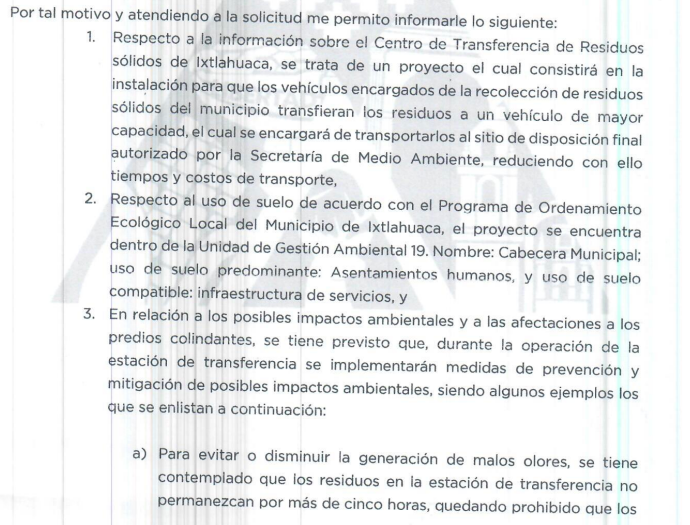 Por tal motivo y atendiendo a la solicitud me permito informarle lo siguiente:
1. Respecto a la información sobre el Centro de Transferencia de Residuos
sólidos de Ixtlahuaca, se trata de un proyecto el cual consistirá en la
instalación para que los vehículos encargados de la recolección de residuos
sólidos del municipio transfieran los residuos a un vehículo de mayor
capacidad, el cual se encargará de transportarlos al sitio de disposición final
autorizado por la Secretaría de Medio Ambiente, reduciendo con ello
tiempos y costos de transporte,
2. Respecto al uso de suelo de acuerdo con el Programa de Ordenamiento
Ecológico Local del Municipio de Ixtlahuaca, el proyecto se encuentra
dentro de la Unidad de Gestión Ambiental 19. Nombre: Cabecera Municipal;
uso de suelo predominante: Asentamientos humanos, y uso de suelo
compatible: infraestructura de servicios, y
3. En relación a los posibles impactos ambientales y a las afectaciones a los
predios colindantes, se tiene previsto que, durante la operación de la
estación de transferencia se implementarán medidas de prevención y
mitigación de posibles impactos ambientales, siendo algunos ejemplos los
que se enlistan a continuación:
a) Para evitar o disminuir la generación de malos olores, se tiene
contemplado que los residuos en la estación de transferencia no
permanezcan por más de cinco horas, quedando prohibido que los